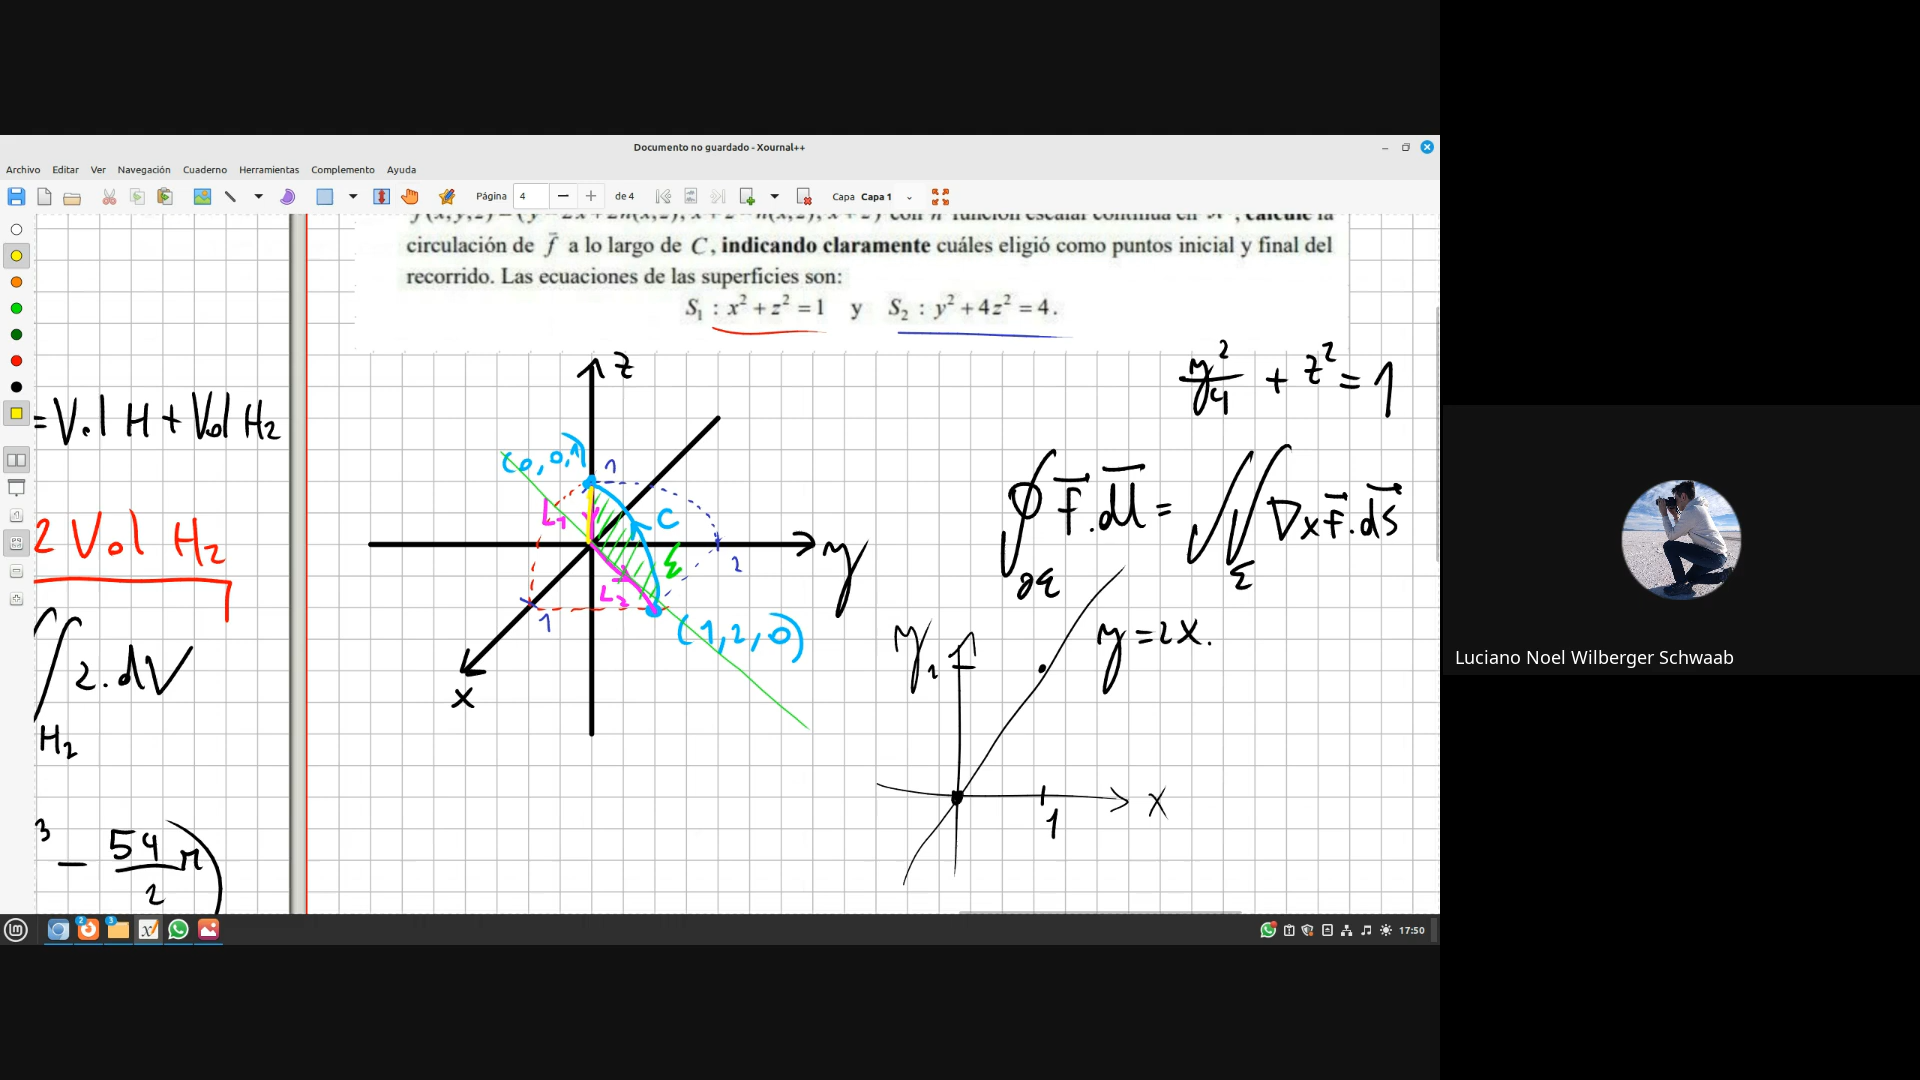 Documento no guardado - Xournal++
Archivo Editar Ver Navegación Cuaderno Herramientas Complemento Ayuda
Página 4 de 4 Capa Capa 1
circulación de f a lo largo de C, indicando claramente cuáles eligió como puntos inicial y final del
recorrido. Las ecuaciones de las superficies son:
S₁ : x² + z² = 1 y S₂ : y² + 4z² = 4.
z
y²/4 + z² = 1
= Vol H + Vol H₂
(0, 0, 1)
1
L₁
C
y
2
Σ
L₂
1
(1, 2, 0)
x
∮ F . dl = ∬ ∇ x F . ds
∂Σ Σ
2 Vol H₂
y = 2x.
y
2
∫ 2. dV
H₂
x
1
3 - 54/2 π
Luciano Noel Wilberger Schwaab
17:50